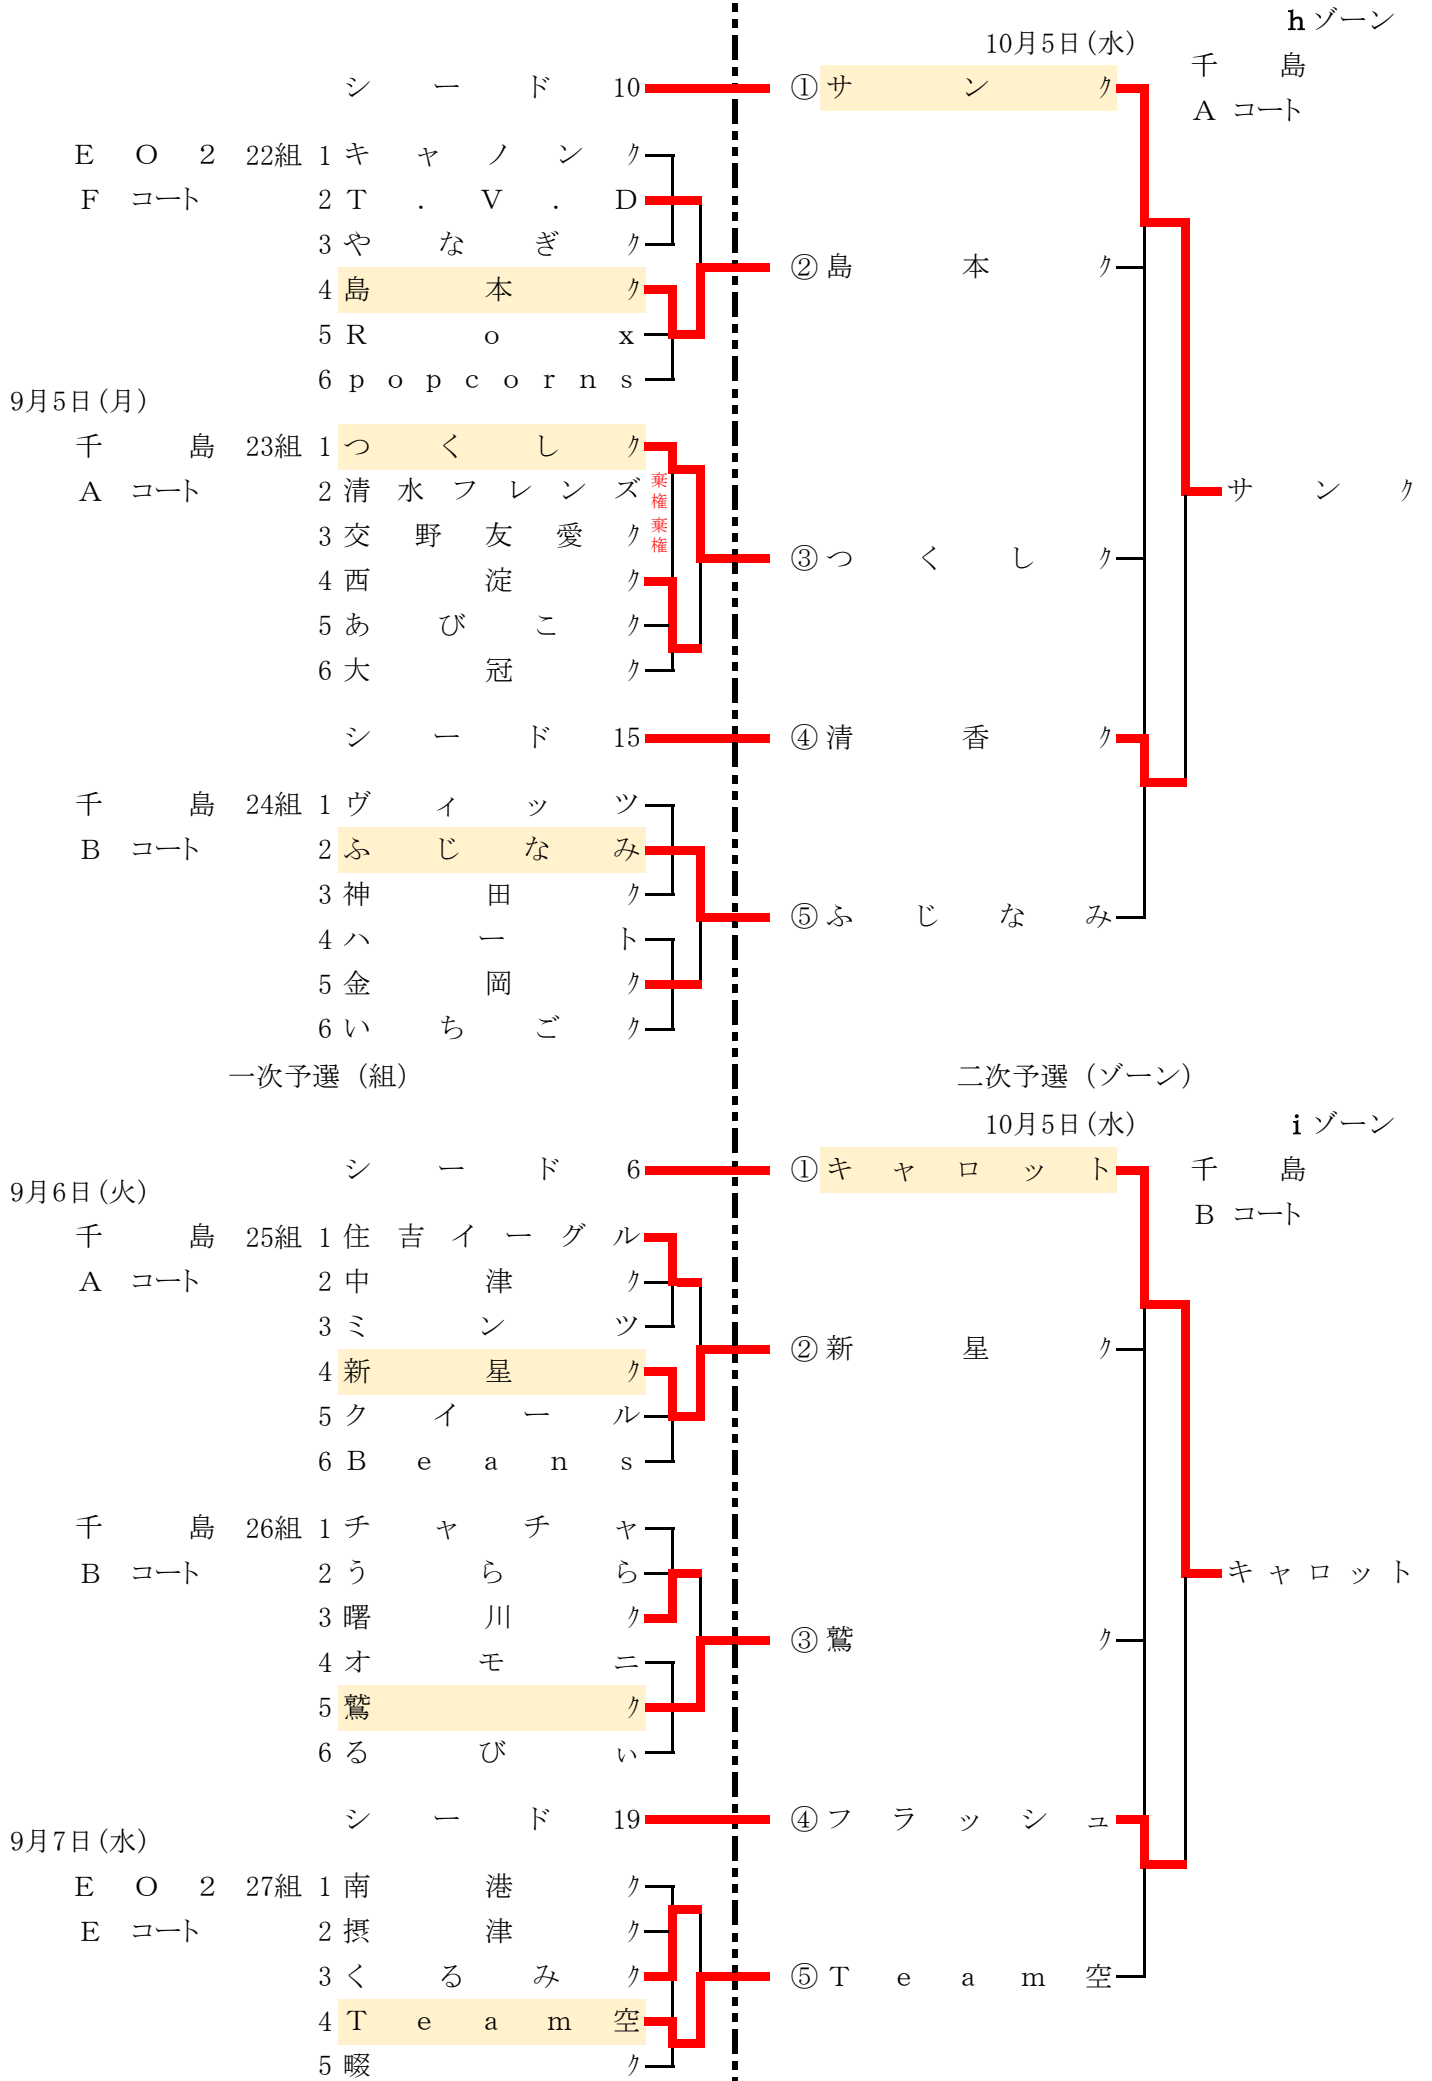 hゾーン
10月5日(水)
千島
シード10 ①サンク
Aコート
EO2 22組 1 キャノンク
Fコート 2 T.V.D
3 やなぎク
②島本ク
4 島本ク
5 Rox
6 popcorns
9月5日(月)
千島 23組 1 つくしク
Aコート 2 清水フレンズ 棄権
サンク
3 交野友愛ク 棄権
③つくしク
4 西淀ク
5 あびこク
6 大冠ク
シード15 ④清香ク
千島 24組 1 ヴィッツ
Bコート 2 ふじなみ
3 神田ク
⑤ふじなみ
4 ハート
5 金岡ク
6 いちごク
一次予選(組) 二次予選(ゾーン)
10月5日(水) iゾーン
シード6 ①キャロット 千島
9月6日(火)
Bコート
千島 25組 1 住吉イーグル
Aコート 2 中津ク
3 ミンツ
②新星ク
4 新星ク
5 クイール
6 Beans
千島 26組 1 チャチャ
Bコート 2 うらら
キャロット
3 曙川ク
③鷲ク
4 オモニ
5 鷲ク
6 るびぃ
シード19 ④フラッシュ
9月7日(水)
EO2 27組 1 南港ク
Eコート 2 摂津ク
3 くるみク ⑤Team空
4 Team空
5 畷ク